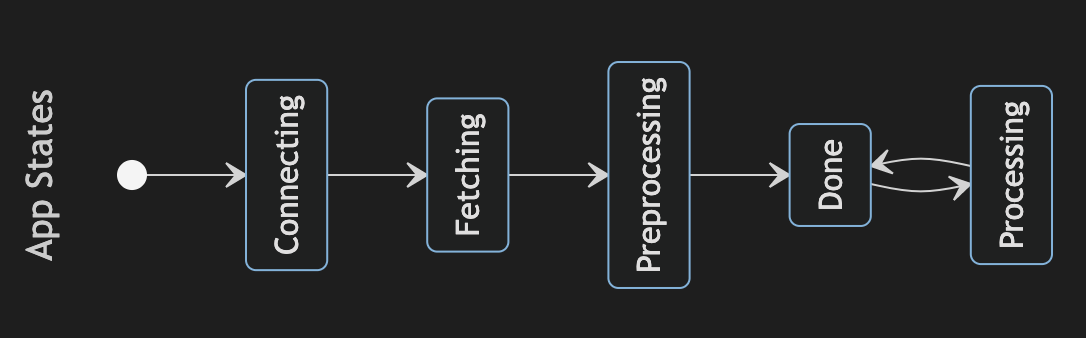 App States
Connecting
Fetching
Preprocessing
Done
Processing